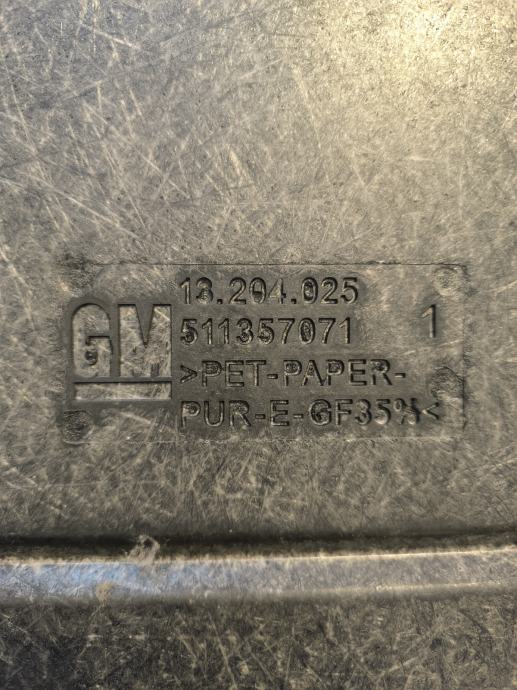 GM
13.204.025
511357071
1
>PET-PAPER-
PUR-E-GF35%<